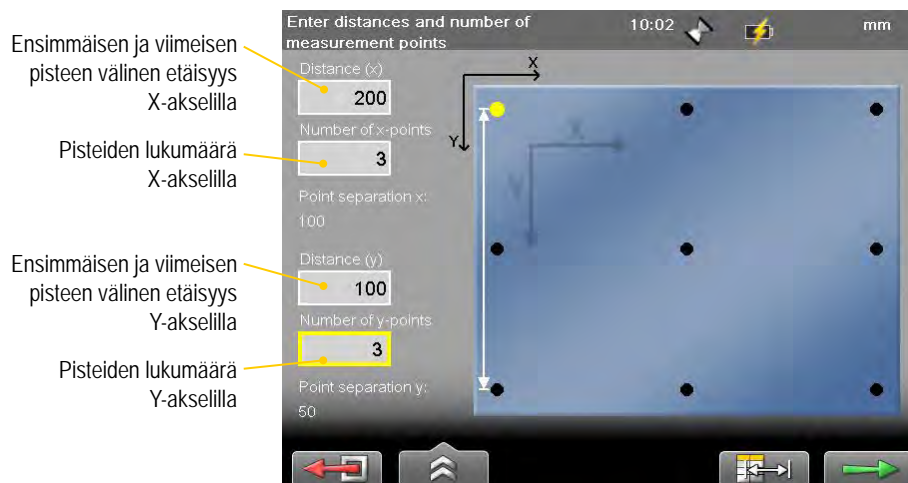 Ensimmäisen ja viimeisen
pisteen välinen etäisyys
X-akselilla
Pisteiden lukumäärä
X-akselilla
Ensimmäisen ja viimeisen
pisteen välinen etäisyys
Y-akselilla
Pisteiden lukumäärä
Y-akselilla
Enter distances and number of
measurement points
10:02
mm
Distance (x)
200
Number of x-points
3
Point separation x:
100
Distance (y)
100
Number of y-points
3
Point separation y:
50
X
Y
X
Y